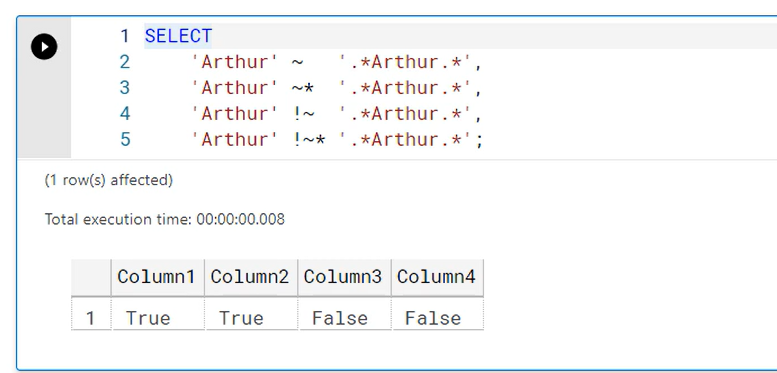 1 SELECT
2     'Arthur' ~   '.*Arthur.*',
3     'Arthur' ~*  '.*Arthur.*',
4     'Arthur' !~  '.*Arthur.*',
5     'Arthur' !~* '.*Arthur.*';
(1 row(s) affected)
Total execution time: 00:00:00.008
Column1 Column2 Column3 Column4
1 True True False False